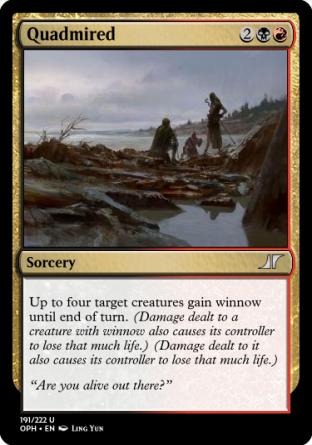 Quadmired 2
Sorcery
Up to four target creatures gain winnow
until end of turn. (Damage dealt to a
creature with winnow also causes its controller
to lose that much life.) (Damage dealt to it
also causes its controller to lose that much life.)
“Are you alive out there?”
191/222 U
OPH • EN Ling Yun